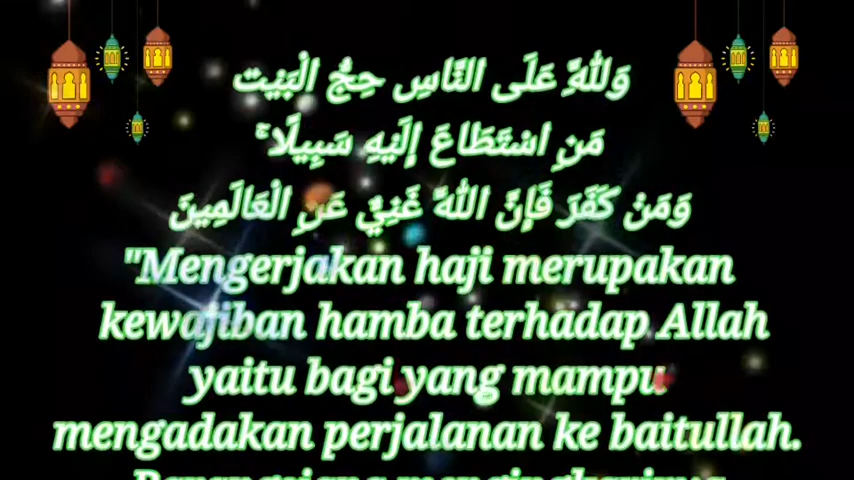 وَلِلَّهِ عَلَى النَّاسِ حِجُّ الْبَيْتِ
مَنِ اسْتَطَاعَ إِلَيْهِ سَبِيلًا ۚ
وَمَنْ كَفَرَ فَإِنَّ اللَّهَ غَنِيٌّ عَنِ الْعَالَمِينَ
"Mengerjakan haji merupakan
kewajiban hamba terhadap Allah
yaitu bagi yang mampu
mengadakan perjalanan ke baitullah.